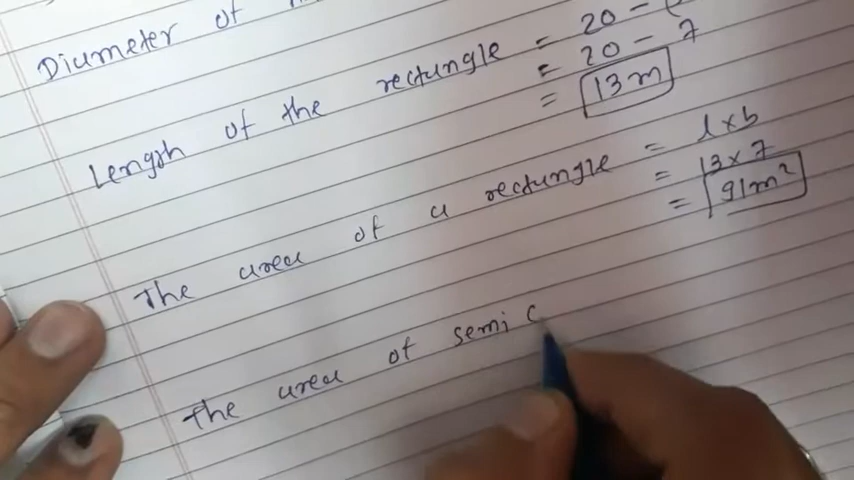 Diameter of
= 20 -
Length of the rectangle = 20 - 7
= 13 m
The area of a rectangle = l x b
= 13 x 7
= 91m²
The area of semi c